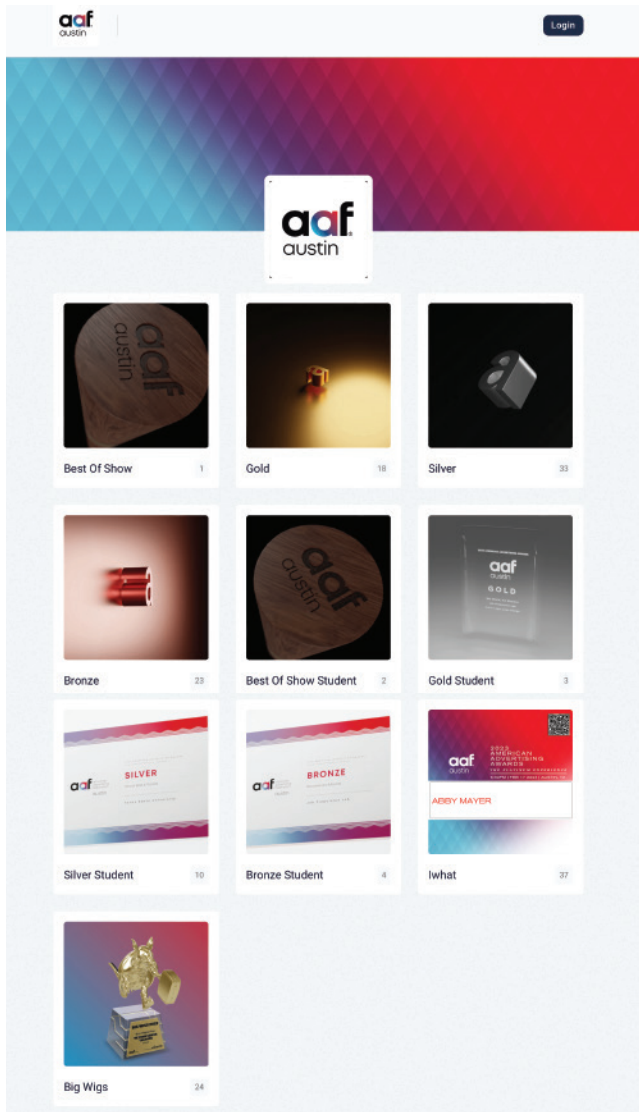 aaf
austin
Login
aaf
austin
aaf
austin
Best Of Show 1
Gold 18
Silver 33
aaf
austin
aaf
austin
GOLD
Bronze 23
Best Of Show Student 2
Gold Student 3
aaf
SILVER
aaf
BRONZE
aaf
austin
2023
AMERICAN
ADVERTISING
AWARDS
ABBY MAYER
Silver Student 10
Bronze Student 4
Iwhat 37
Big Wigs 24